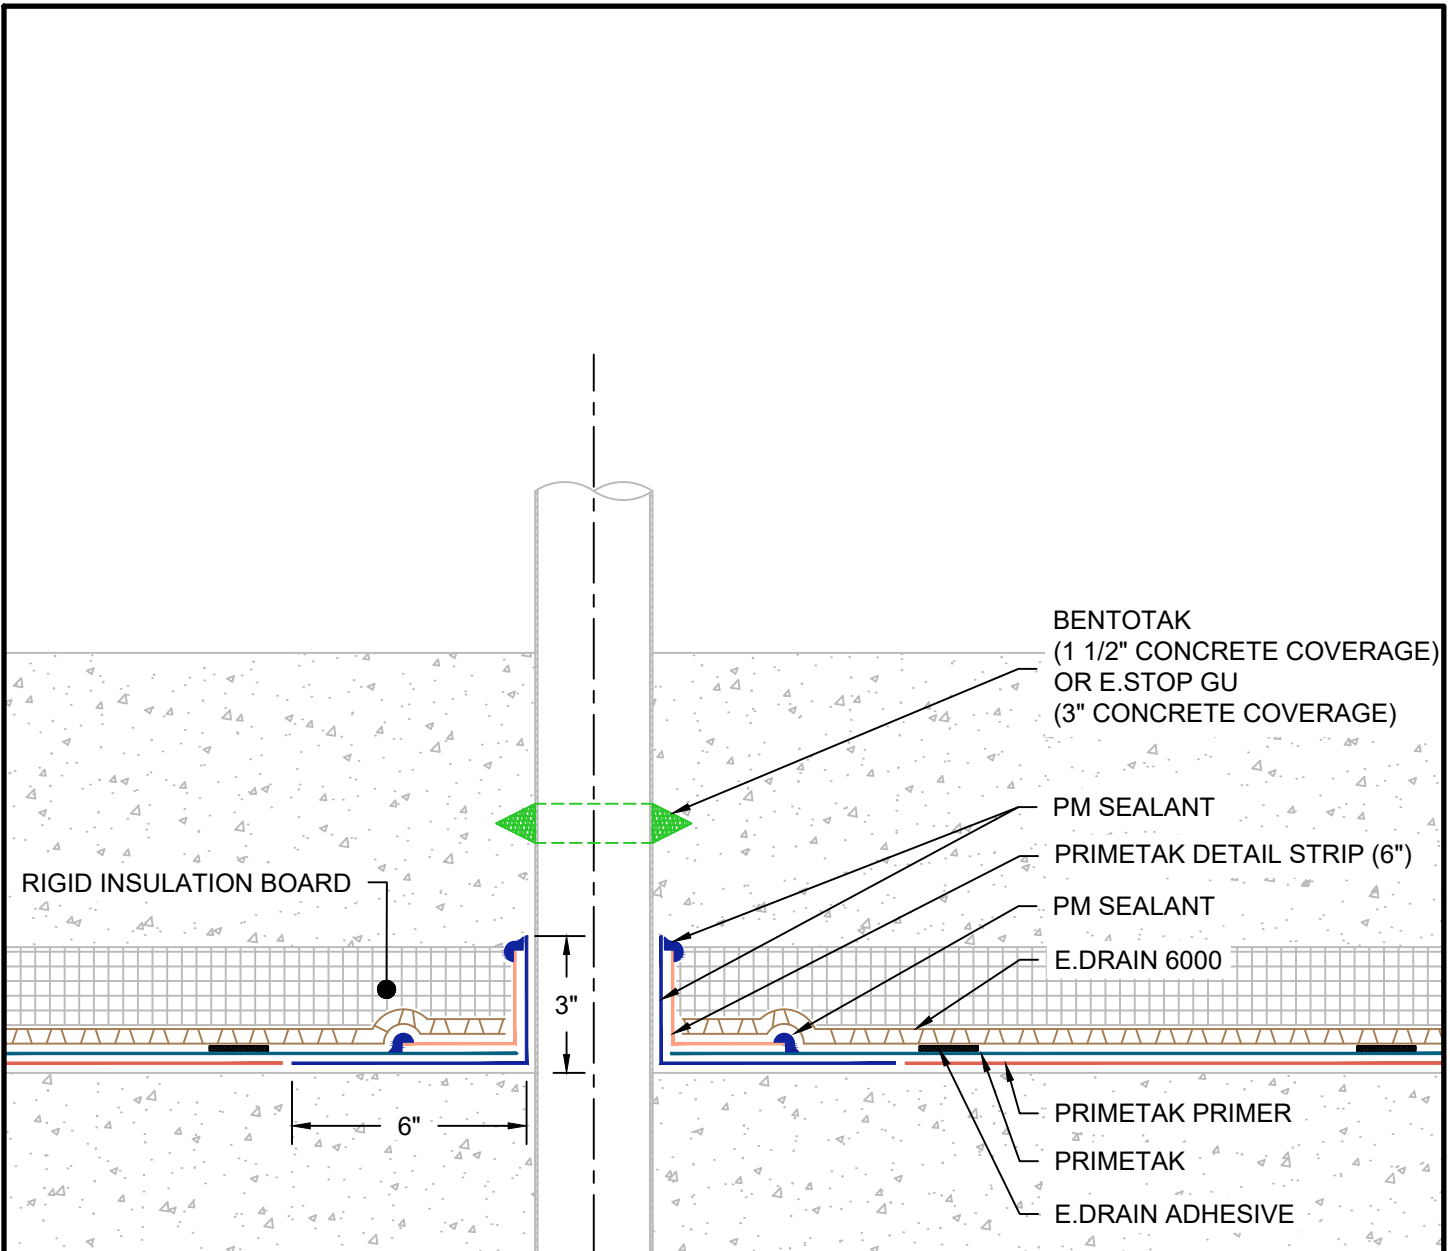 BENTOTAK
(1 1/2" CONCRETE COVERAGE)
OR E.STOP GU
(3" CONCRETE COVERAGE)
PM SEALANT
PRIMETAK DETAIL STRIP (6")
RIGID INSULATION BOARD
PM SEALANT
E.DRAIN 6000
3"
6"
PRIMETAK PRIMER
PRIMETAK
E.DRAIN ADHESIVE